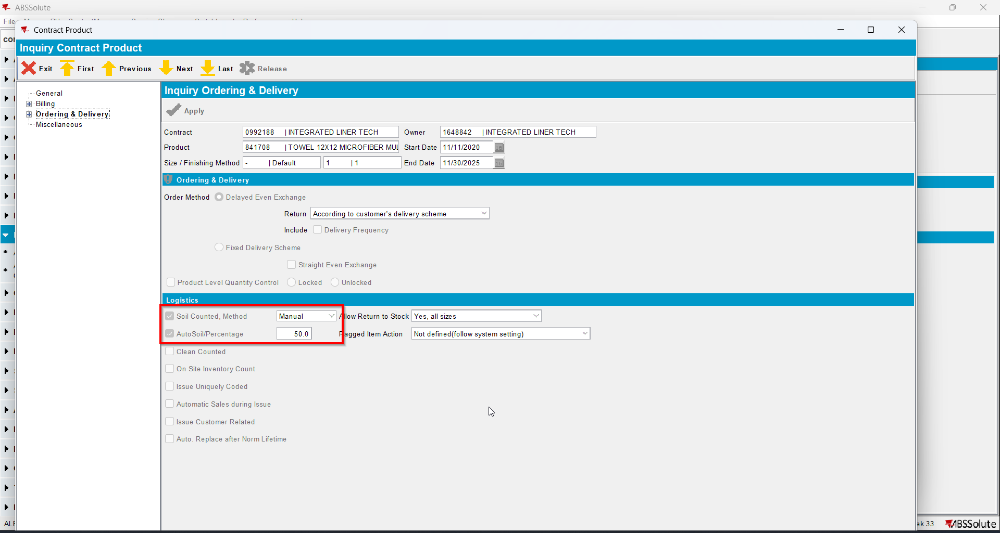 ABSSolute
File
Contract Product
Inquiry Contract Product
Exit First Previous Next Last Release
General
Billing
Ordering & Delivery
Miscellaneous
Inquiry Ordering & Delivery
Apply
Contract 0992188 | INTEGRATED LINER TECH Owner 1648842 | INTEGRATED LINER TECH
Product 841708 | TOWEL 12X12 MICROFIBER MUL Start Date 11/11/2020 16
Size / Finishing Method - | Default 1 | 1 End Date 11/30/2025 16
Ordering & Delivery
Order Method Delayed Even Exchange
Return According to customer's delivery scheme
Include Delivery Frequency
Fixed Delivery Scheme
Straight Even Exchange
Product Level Quantity Control Locked Unlocked
Logistics
Soil Counted, Method Manual Allow Return to Stock Yes, all sizes
AutoSoil/Percentage 50.0 Ragged Item Action Not defined(follow system setting)
Clean Counted
On Site Inventory Count
Issue Uniquely Coded
Automatic Sales during Issue
Issue Customer Related
Auto. Replace after Norm Lifetime
33 ABSSolute